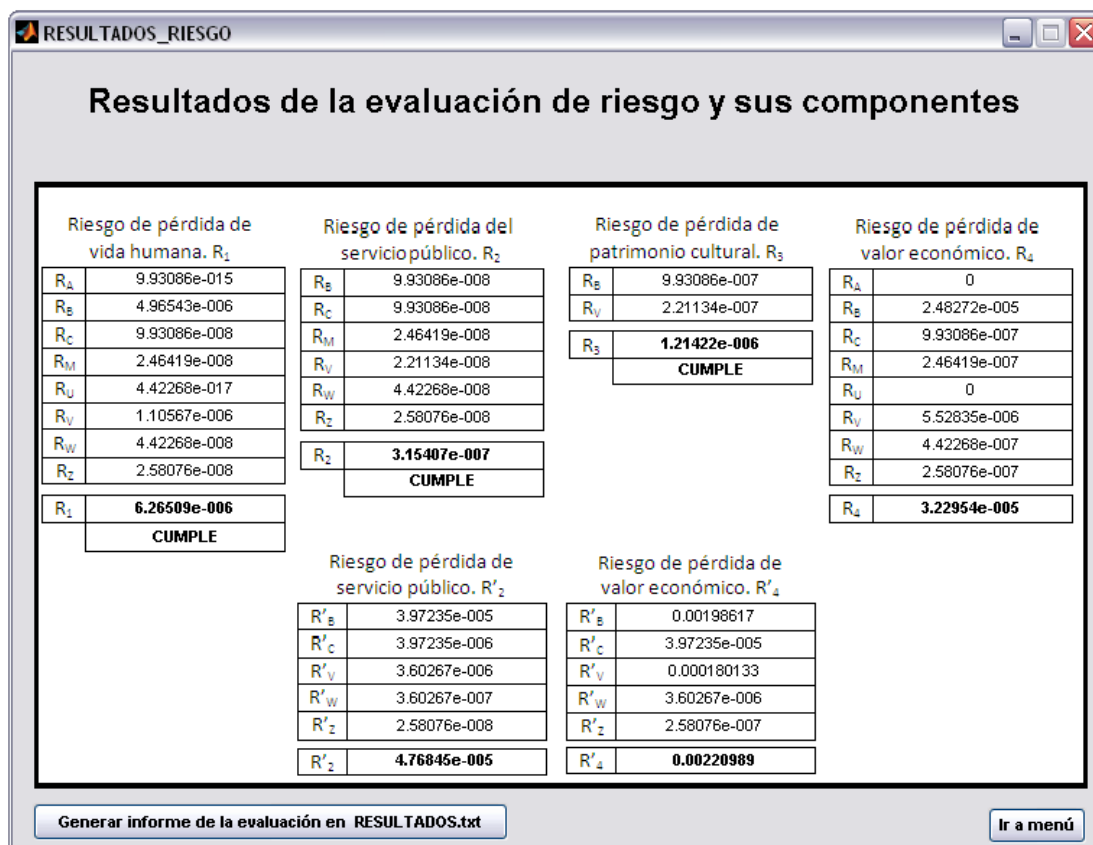 RESULTADOS_RIESGO
Resultados de la evaluación de riesgo y sus componentes
Riesgo de pérdida de
vida humana. R₁
R_A 9.93086e-015
R_B 4.96543e-006
R_C 9.93086e-008
R_M 2.46419e-008
R_U 4.42268e-017
R_V 1.10567e-006
R_W 4.42268e-008
R_Z 2.58076e-008
R₁ 6.26509e-006
CUMPLE
Riesgo de pérdida del
servicio público. R₂
R_B 9.93086e-008
R_C 9.93086e-008
R_M 2.46419e-008
R_V 2.21134e-008
R_W 4.42268e-008
R_Z 2.58076e-008
R₂ 3.15407e-007
CUMPLE
Riesgo de pérdida de
patrimonio cultural. R₃
R_B 9.93086e-007
R_V 2.21134e-007
R₃ 1.21422e-006
CUMPLE
Riesgo de pérdida de
valor económico. R₄
R_A 0
R_B 2.48272e-005
R_C 9.93086e-007
R_M 2.46419e-007
R_U 0
R_V 5.52835e-006
R_W 4.42268e-007
R_Z 2.58076e-007
R₄ 3.22954e-005
Riesgo de pérdida de
servicio público. R'₂
R'_B 3.97235e-005
R'_C 3.97235e-006
R'_V 3.60267e-006
R'_W 3.60267e-007
R'_Z 2.58076e-008
R'₂ 4.76845e-005
Riesgo de pérdida de
valor económico. R'₄
R'_B 0.00198617
R'_C 3.97235e-005
R'_V 0.000180133
R'_W 3.60267e-006
R'_Z 2.58076e-007
R'₄ 0.00220989
Generar informe de la evaluación en RESULTADOS.txt
Ir a menú